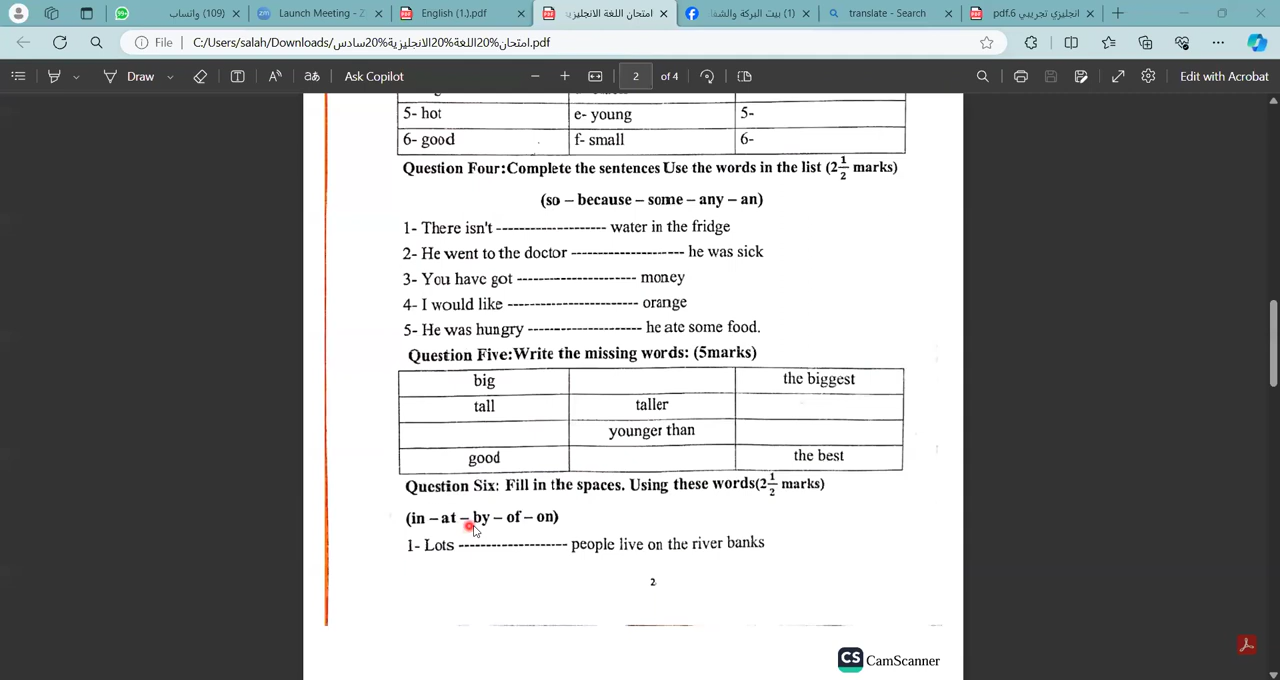 (109) واتساب
Launch Meeting - Z
English (1.).pdf
امتحان اللغة الانجليزية
(1) بيت البركة والشفا
translate - Search
انجليزي تجريبي 6.pdf
File
C:/Users/salah/Downloads/امتحان%20اللغة%20الانجليزية%20سادس.pdf
Draw
aあ
Ask Copilot
2 of 4
Edit with Acrobat
5- hot e- young 5-
6- good f- small 6-
Question Four:Complete the sentences Use the words in the list (2 1/2 marks)
(so – because – some – any – an)
1- There isn't -------------------- water in the fridge
2- He went to the doctor --------------------- he was sick
3- You have got ---------------------- money
4- I would like ------------------------ orange
5- He was hungry --------------------- he ate some food.
Question Five:Write the missing words: (5marks)
big the biggest
tall taller
younger than
good the best
Question Six: Fill in the spaces. Using these words(2 1/2 marks)
(in – at – by – of – on)
1- Lots -------------------- people live on the river banks
2
CS CamScanner